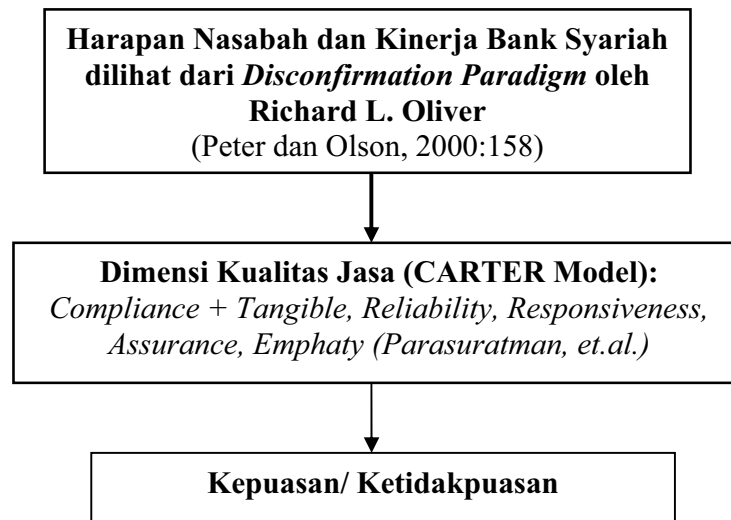 Harapan Nasabah dan Kinerja Bank Syariah
dilihat dari Disconfirmation Paradigm oleh
Richard L. Oliver
(Peter dan Olson, 2000:158)
Dimensi Kualitas Jasa (CARTER Model):
Compliance + Tangible, Reliability, Responsiveness,
Assurance, Emphaty (Parasuratman, et.al.)
Kepuasan/ Ketidakpuasan